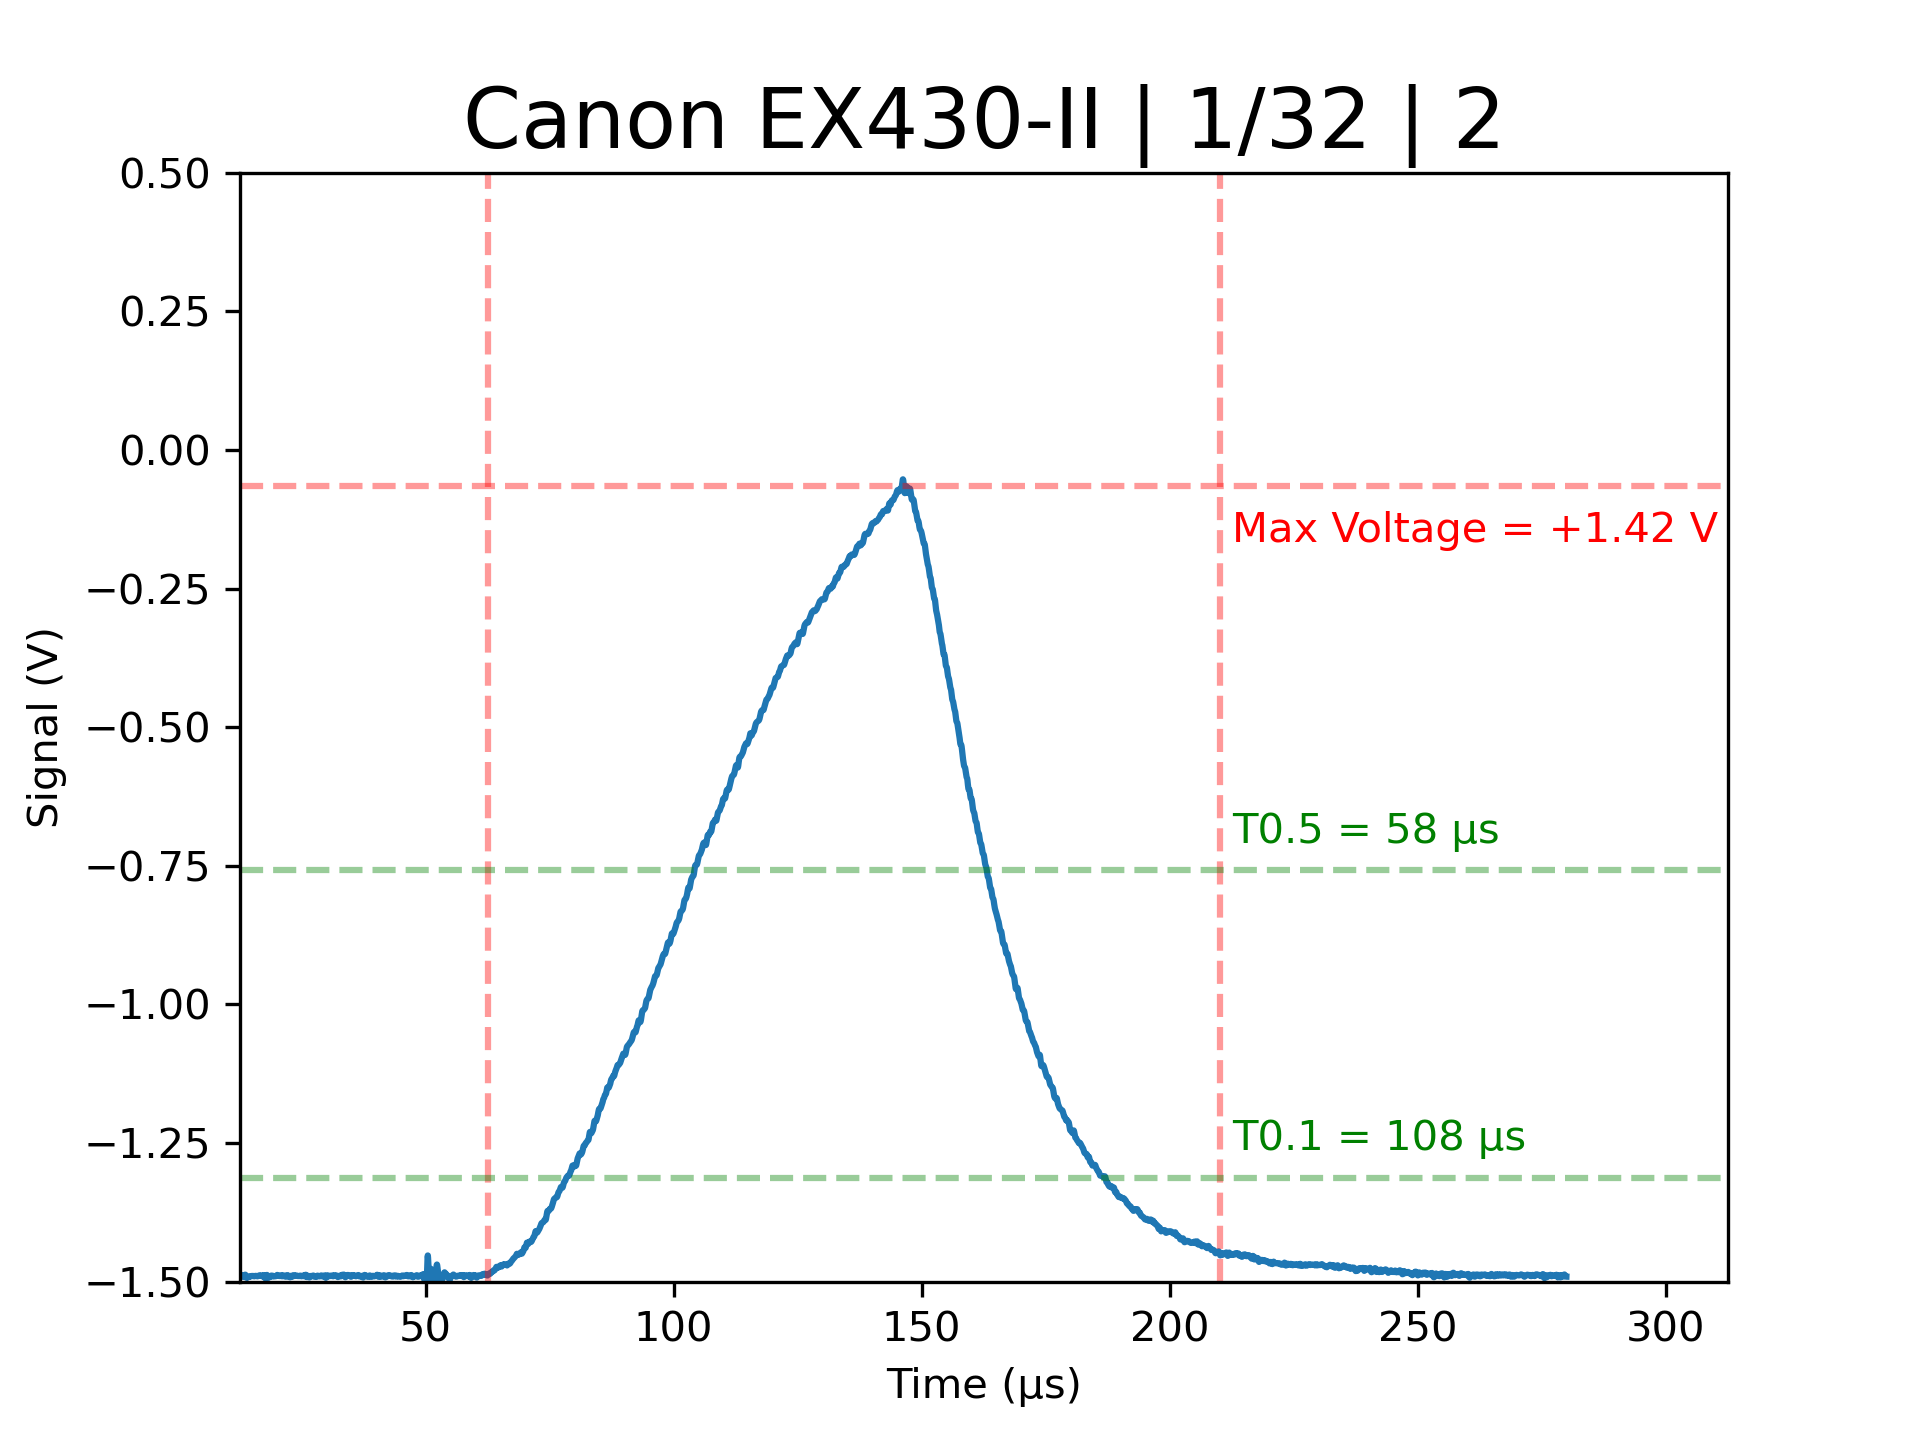 Canon EX430-II | 1/32 | 2
0.50
0.25
0.00
−0.25
−0.50
−0.75
−1.00
−1.25
−1.50
Signal (V)
Max Voltage = +1.42 V
T0.5 = 58 µs
T0.1 = 108 µs
50 100 150 200 250 300
Time (µs)